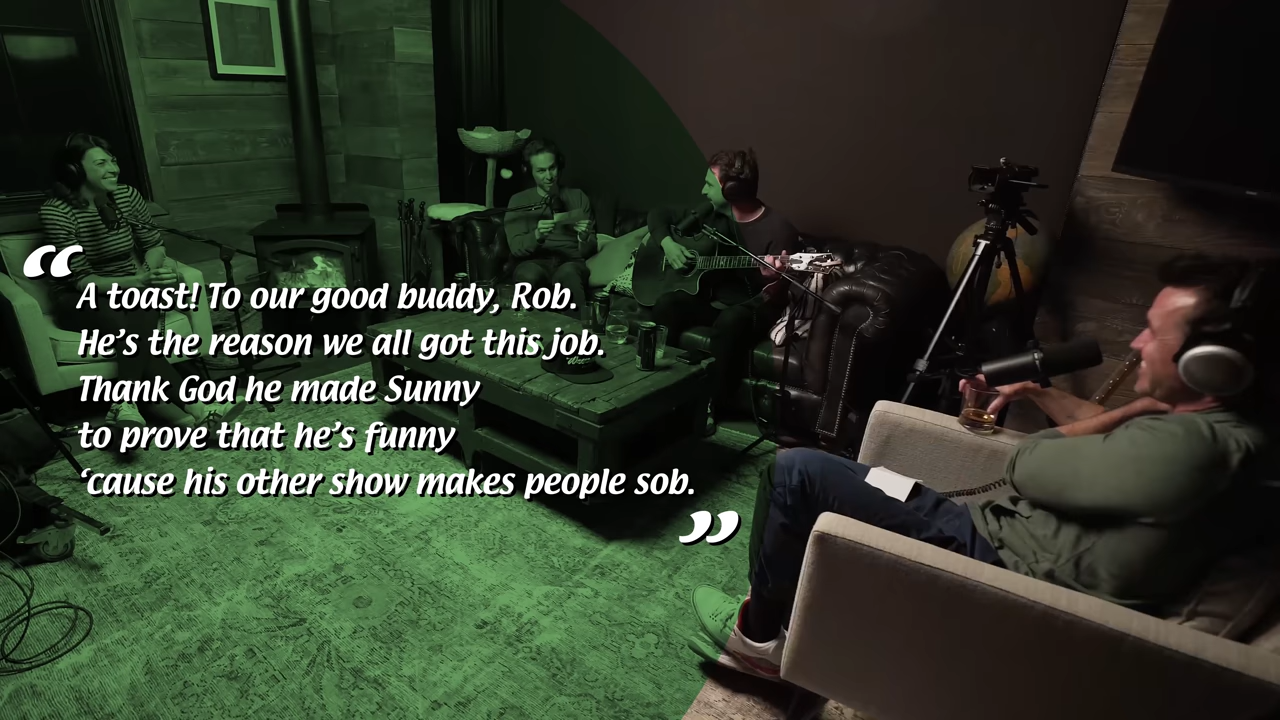 “
A toast! To our good buddy, Rob.
He’s the reason we all got this job.
Thank God he made Sunny
to prove that he’s funny
‘cause his other show makes people sob.
”